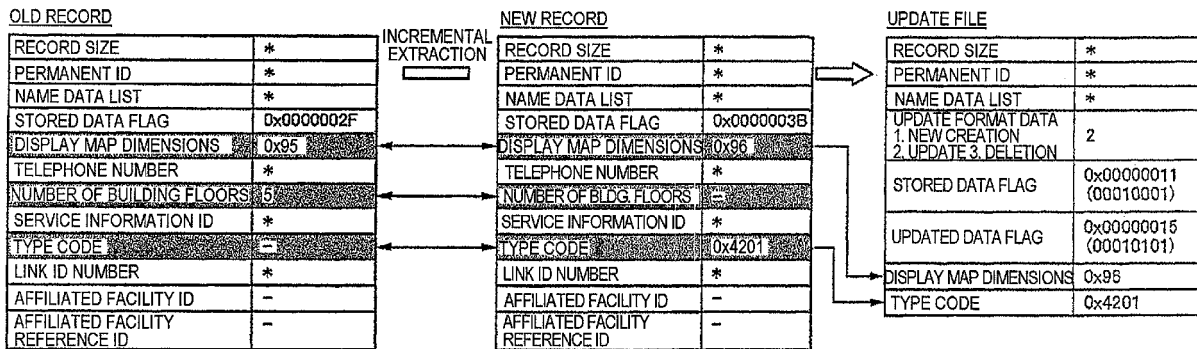 OLD RECORD
RECORD SIZE *
PERMANENT ID *
NAME DATA LIST *
STORED DATA FLAG 0x0000002F
DISPLAY MAP DIMENSIONS 0x95
TELEPHONE NUMBER *
NUMBER OF BUILDING FLOORS 5
SERVICE INFORMATION ID *
TYPE CODE –
LINK ID NUMBER *
AFFILIATED FACILITY ID –
AFFILIATED FACILITY –
REFERENCE ID
INCREMENTAL
EXTRACTION
NEW RECORD
RECORD SIZE *
PERMANENT ID *
NAME DATA LIST *
STORED DATA FLAG 0x0000003B
DISPLAY MAP DIMENSIONS 0x96
TELEPHONE NUMBER *
NUMBER OF BLDG. FLOORS –
SERVICE INFORMATION ID *
TYPE CODE 0x4201
LINK ID NUMBER *
AFFILIATED FACILITY ID –
AFFILIATED FACILITY –
REFERENCE ID
UPDATE FILE
RECORD SIZE *
PERMANENT ID *
NAME DATA LIST *
UPDATE FORMAT DATA
1. NEW CREATION 2
2. UPDATE 3. DELETION
STORED DATA FLAG 0x00000011
(00010001)
UPDATED DATA FLAG 0x00000015
(00010101)
DISPLAY MAP DIMENSIONS 0x96
TYPE CODE 0x4201